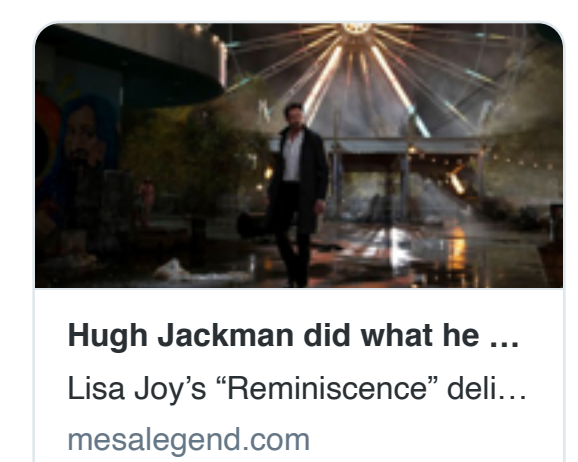 Hugh Jackman did what he ...
Lisa Joy’s “Reminiscence” deli...
mesalegend.com